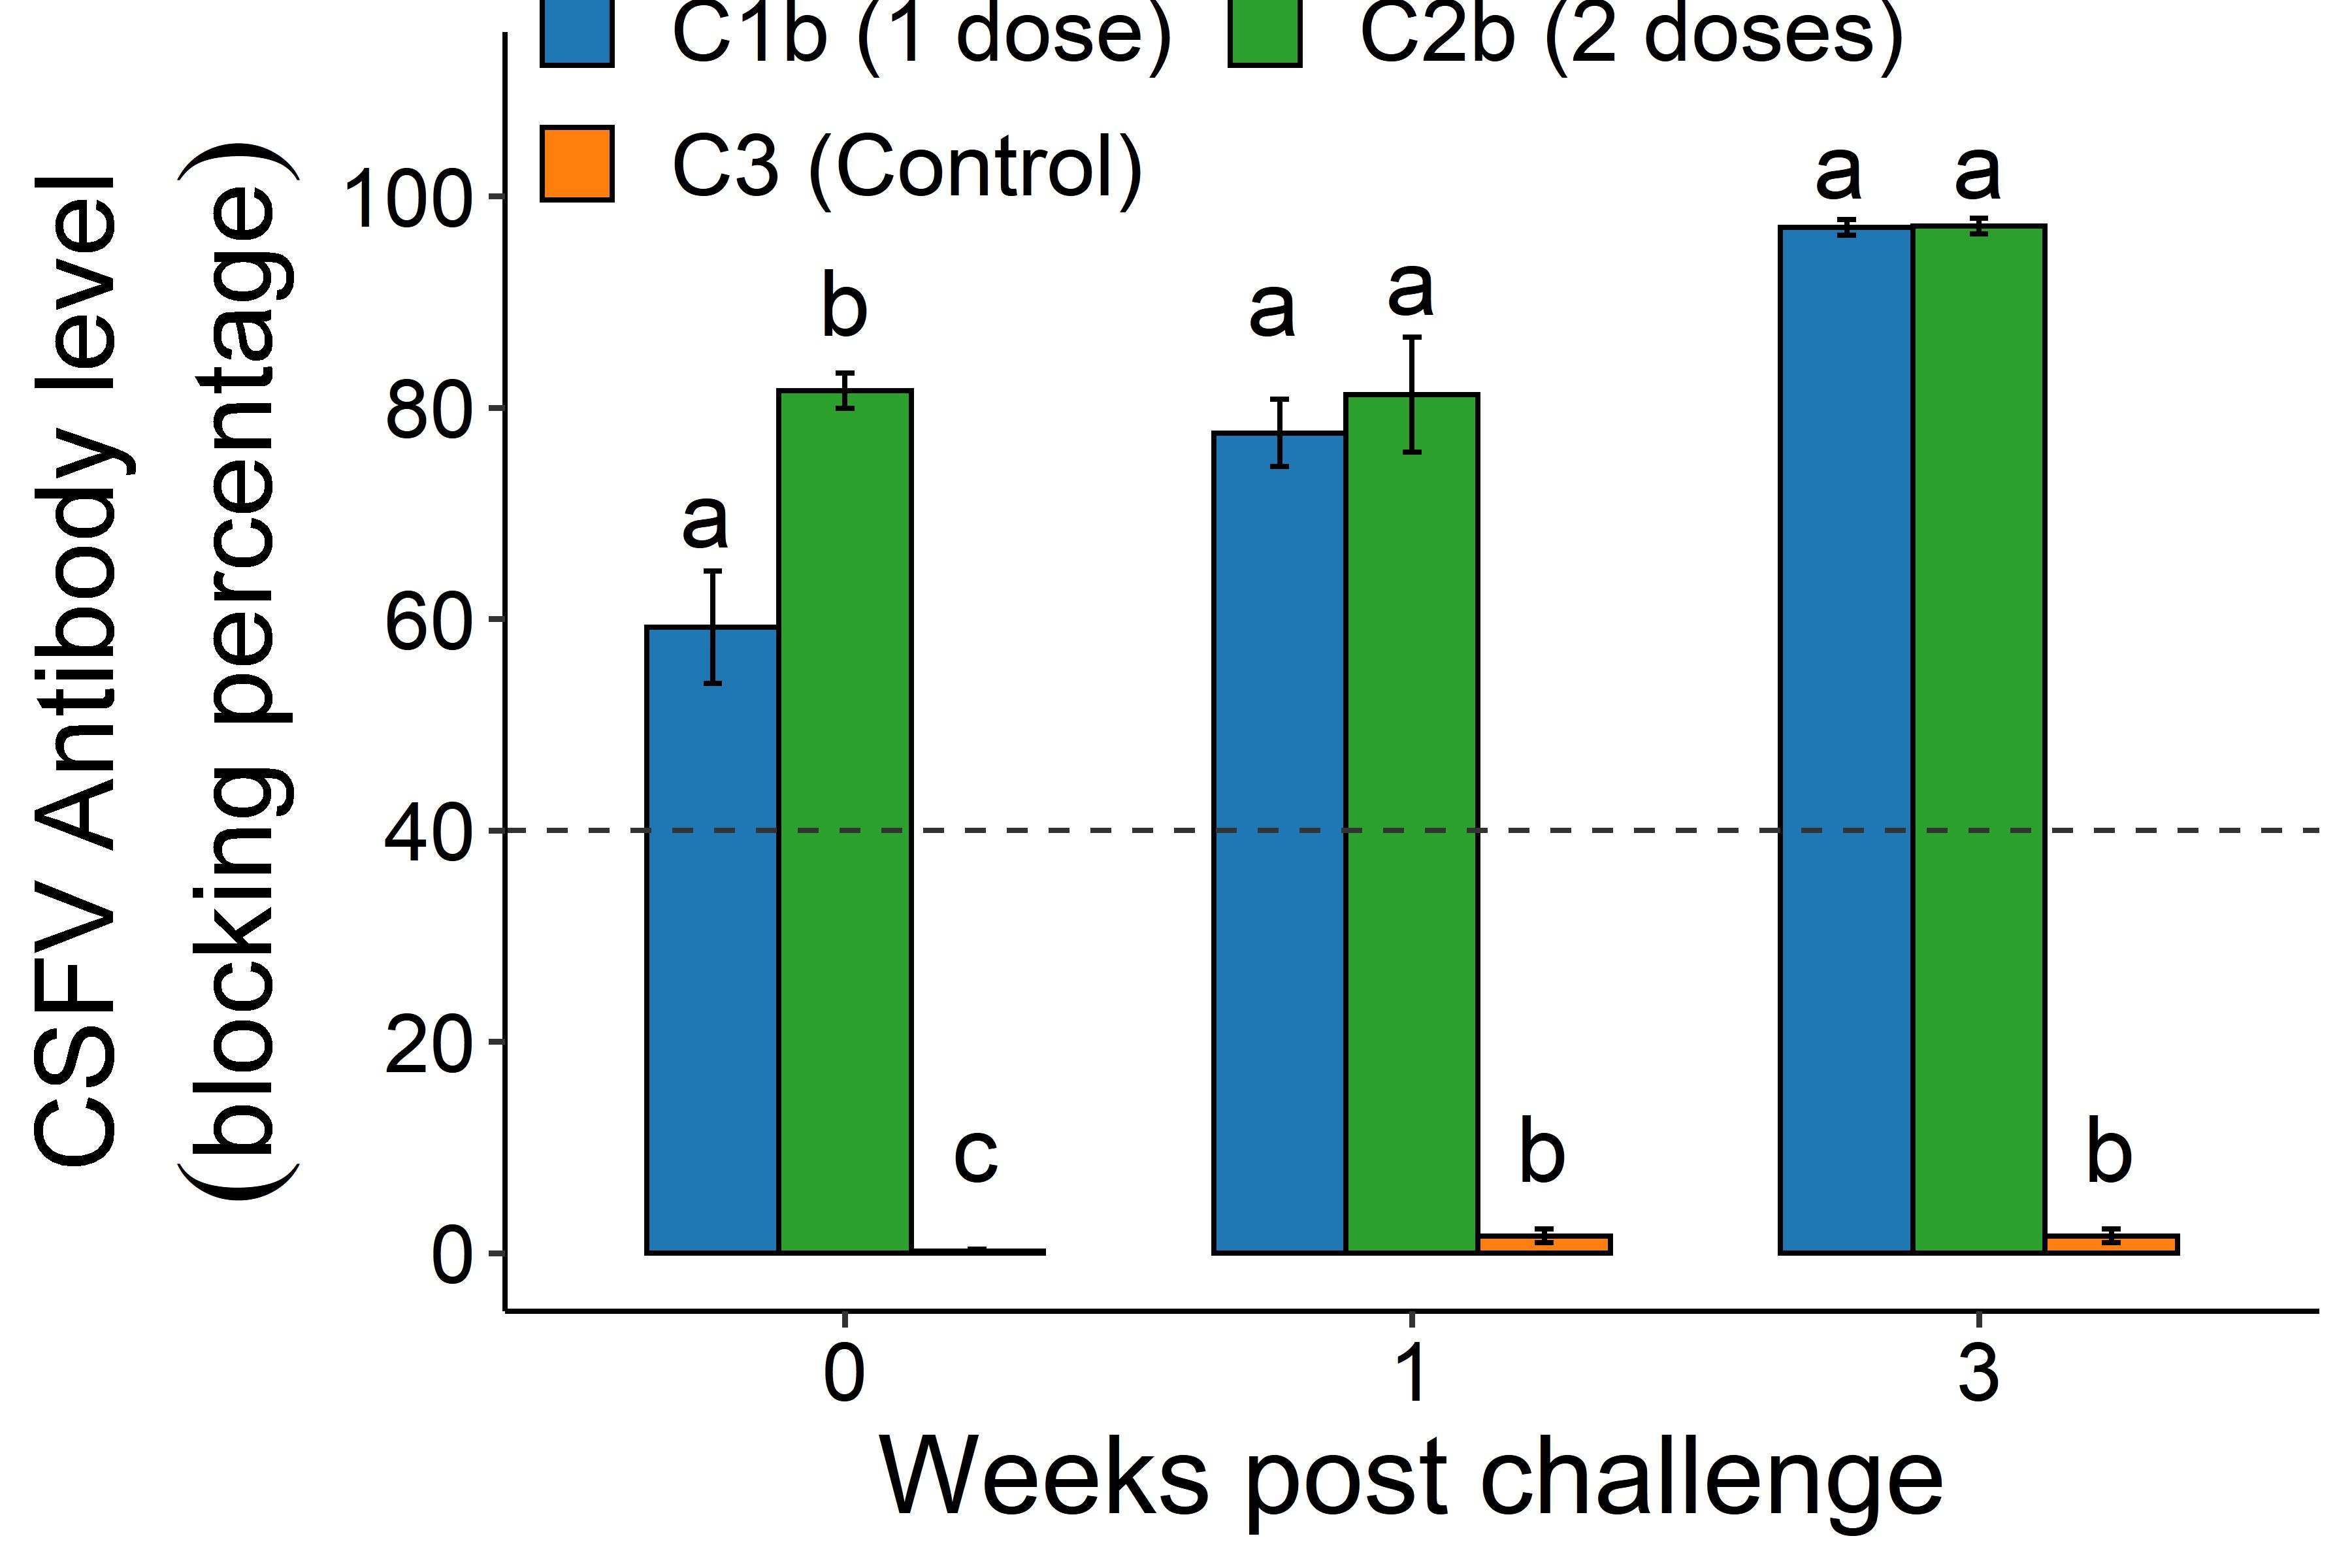 C1b (1 dose) C2b (2 doses)
C3 (Control)
CSFV Antibody level
(blocking percentage)
100
80
60
40
20
0
a
b
c
a
a
b
a
a
b
0
1
3
Weeks post challenge